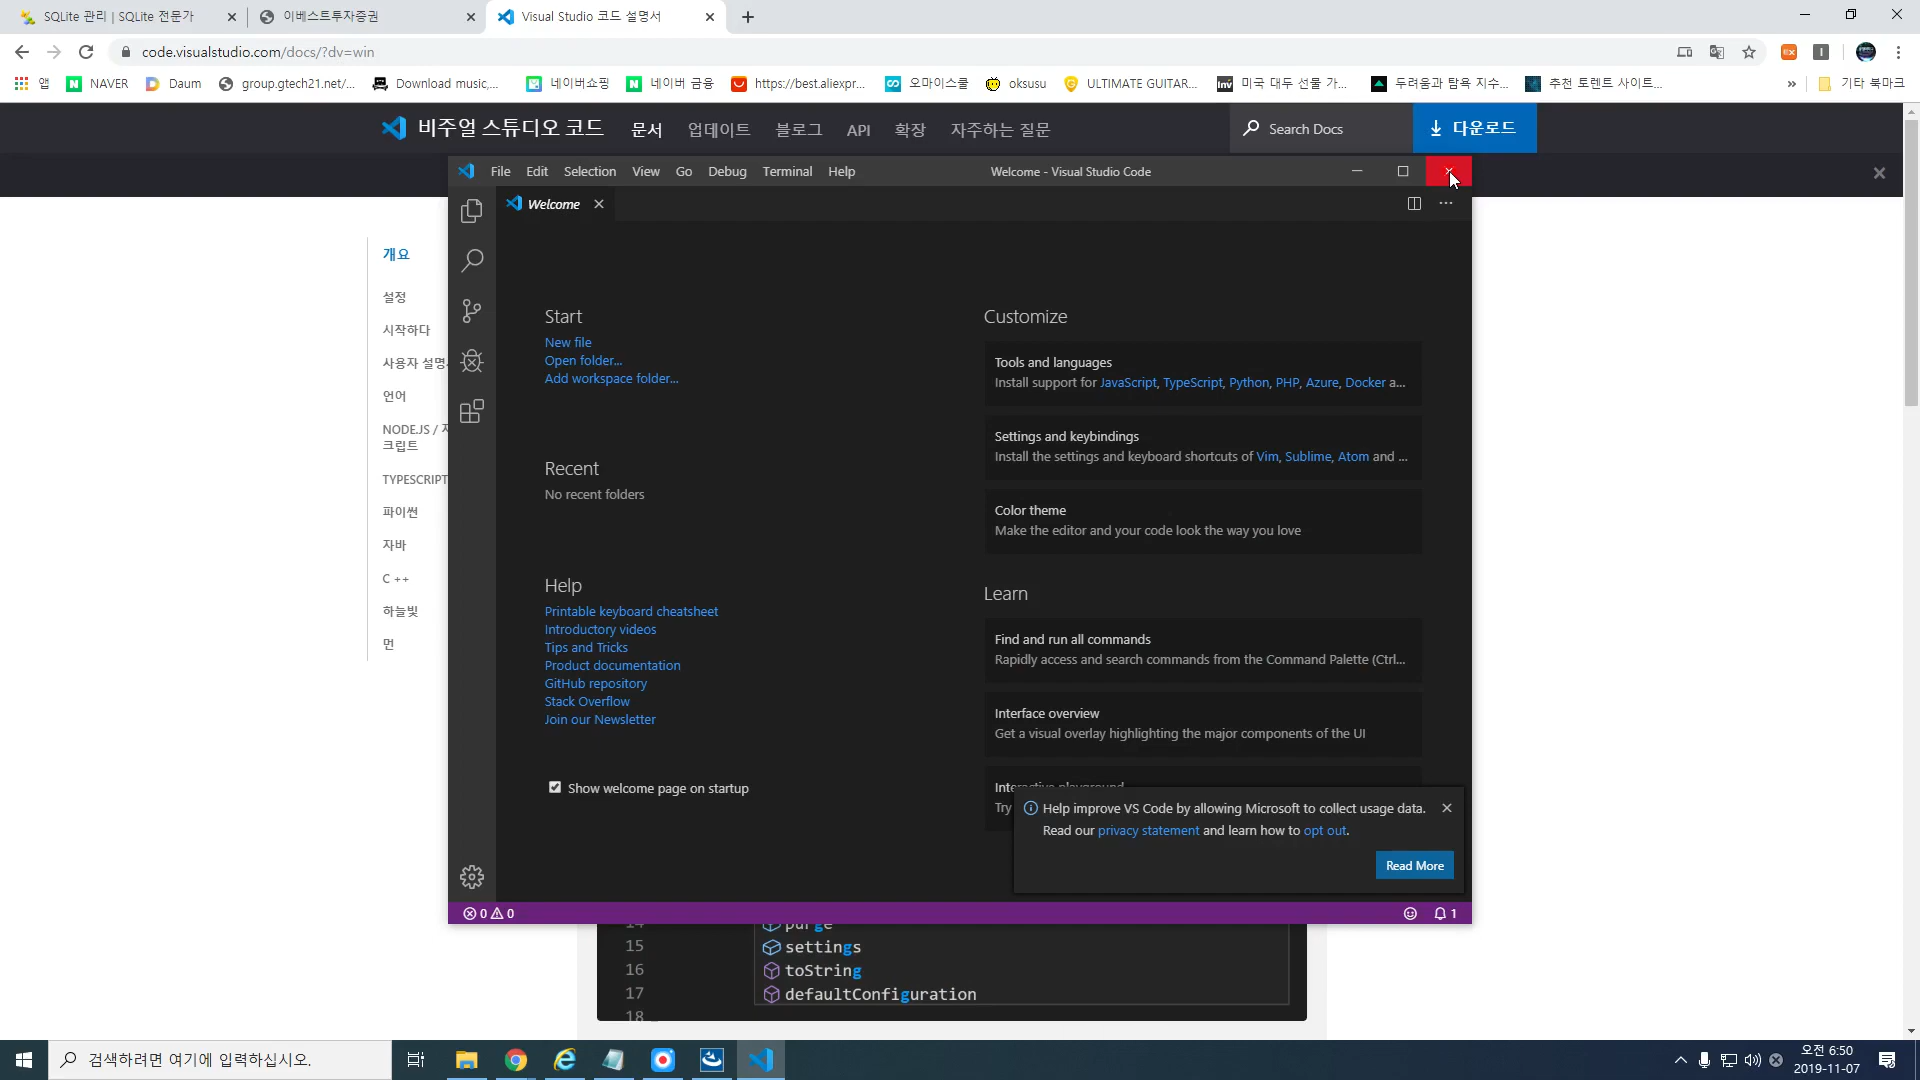 SQLite 관리 | SQLite 전문가
이베스트투자증권
Visual Studio 코드 설명서
code.visualstudio.com/docs/?dv=win
앱
NAVER
Daum
group.gtech21.net/...
Download music,...
네이버쇼핑
네이버 금융
https://best.aliexpr...
오마이스쿨
oksusu
ULTIMATE GUITAR...
미국 대두 선물 가...
두려움과 탐욕 지수...
추천 토렌트 사이트...
»
기타 북마크
비주얼 스튜디오 코드
문서
업데이트
블로그
API
확장
자주하는 질문
Search Docs
다운로드
File Edit Selection View Go Debug Terminal Help
Welcome - Visual Studio Code
Welcome
개요
설정
시작하다
사용자 설명
언어
NODE.JS /
크립트
TYPESCRIPT
파이썬
자바
C ++
하늘빛
먼
Start
New file
Open folder...
Add workspace folder...
Recent
No recent folders
Help
Printable keyboard cheatsheet
Introductory videos
Tips and Tricks
Product documentation
GitHub repository
Stack Overflow
Join our Newsletter
Show welcome page on startup
Customize
Tools and languages
Install support for JavaScript, TypeScript, Python, PHP, Azure, Docker a...
Settings and keybindings
Install the settings and keyboard shortcuts of Vim, Sublime, Atom and ...
Color theme
Make the editor and your code look the way you love
Learn
Find and run all commands
Rapidly access and search commands from the Command Palette (Ctrl...
Interface overview
Get a visual overlay highlighting the major components of the UI
Interactive playground
Try
Help improve VS Code by allowing Microsoft to collect usage data.
Read our privacy statement and learn how to opt out.
Read More
0 0
1
14 purge
15 settings
16 toString
17 defaultConfiguration
18
검색하려면 여기에 입력하십시오.
오전 6:50
2019-11-07